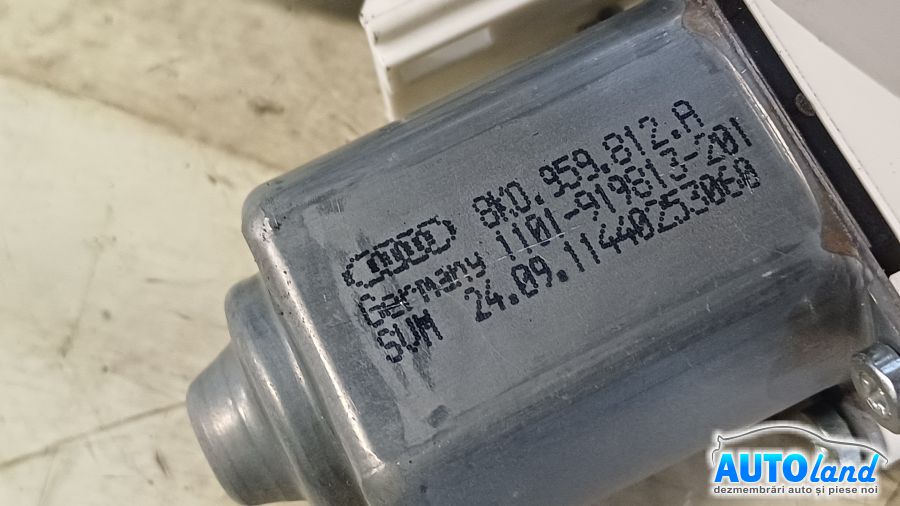 8K0.959.812.A
Germany 1101-919813-201
SUM 24.09.11440253060
AUTOland
dezmembrări auto și piese noi